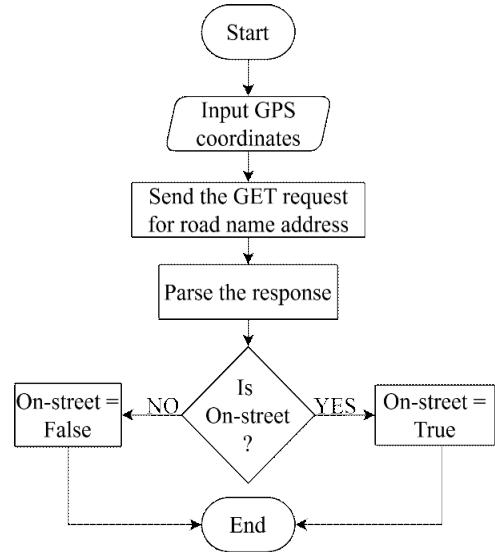 Start
Input GPS
coordinates
Send the GET request
for road name address
Parse the response
Is
On-street
?
NO
YES
On-street =
False
On-street =
True
End